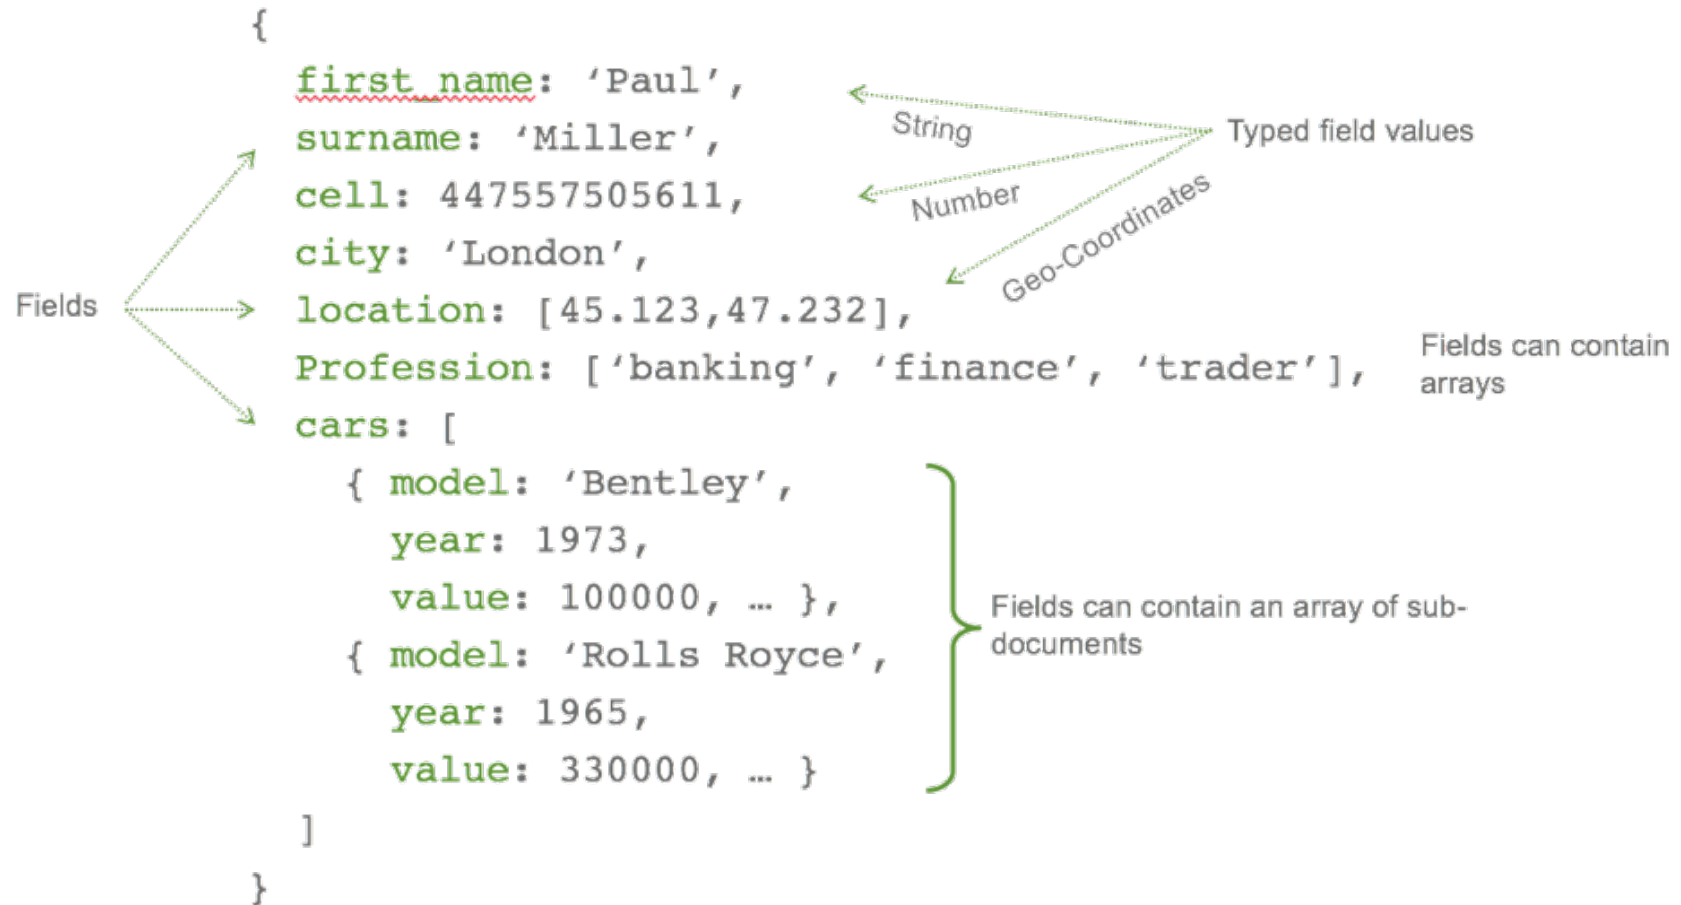 {
first_name: ‘Paul’,
surname: ‘Miller’,
cell: 447557505611,
city: ‘London’,
location: [45.123,47.232],
Profession: [‘banking’, ‘finance’, ‘trader’],
cars: [
{ model: ‘Bentley’,
year: 1973,
value: 100000, … },
{ model: ‘Rolls Royce’,
year: 1965,
value: 330000, … }
]
}
Fields
String
Number
Geo-Coordinates
Typed field values
Fields can contain
arrays
Fields can contain an array of sub-
documents